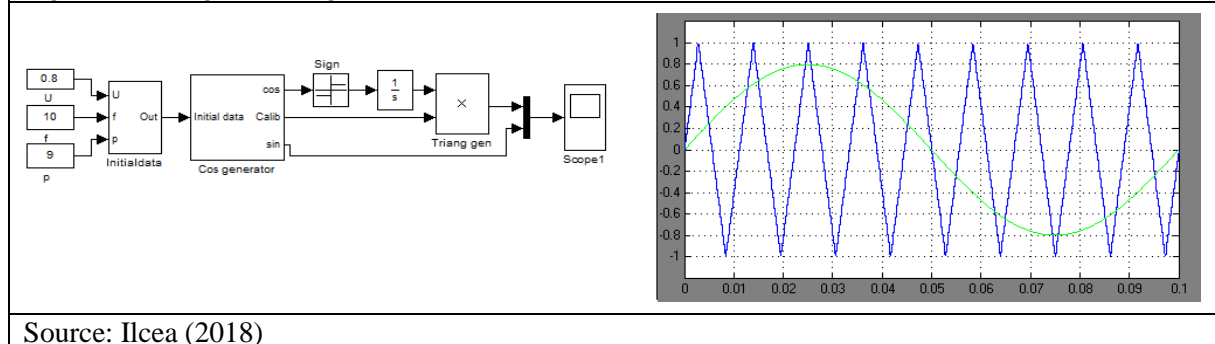 Sign
0.8
U
10
f
9
p
U
f
p
Out
Initialdata
Initial data
cos
Calib
sin
Cos generator
1
s
×
Triang gen
Scope1
1
0.8
0.6
0.4
0.2
0
-0.2
-0.4
-0.6
-0.8
-1
0 0.01 0.02 0.03 0.04 0.05 0.06 0.07 0.08 0.09 0.1
Source: Ilcea (2018)